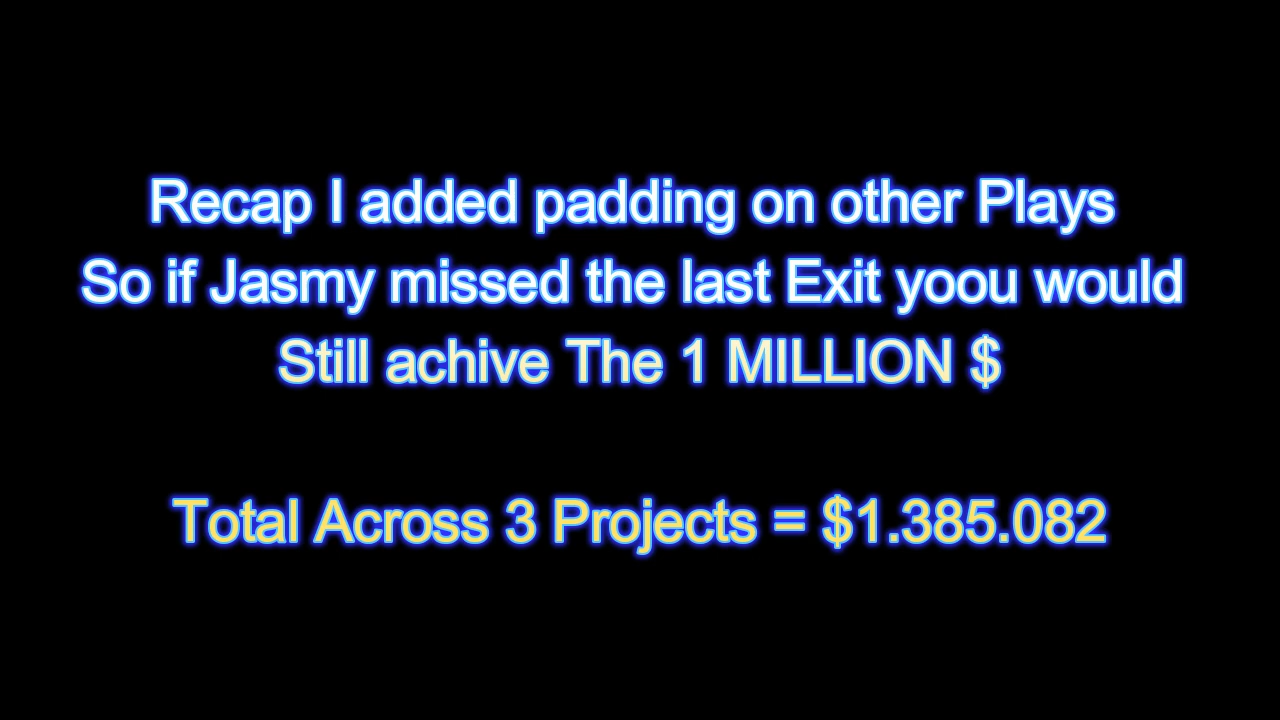 Recap I added padding on other Plays
So if Jasmy missed the last Exit yoou would
Still achive The 1 MILLION $
Total Across 3 Projects = $1.385.082